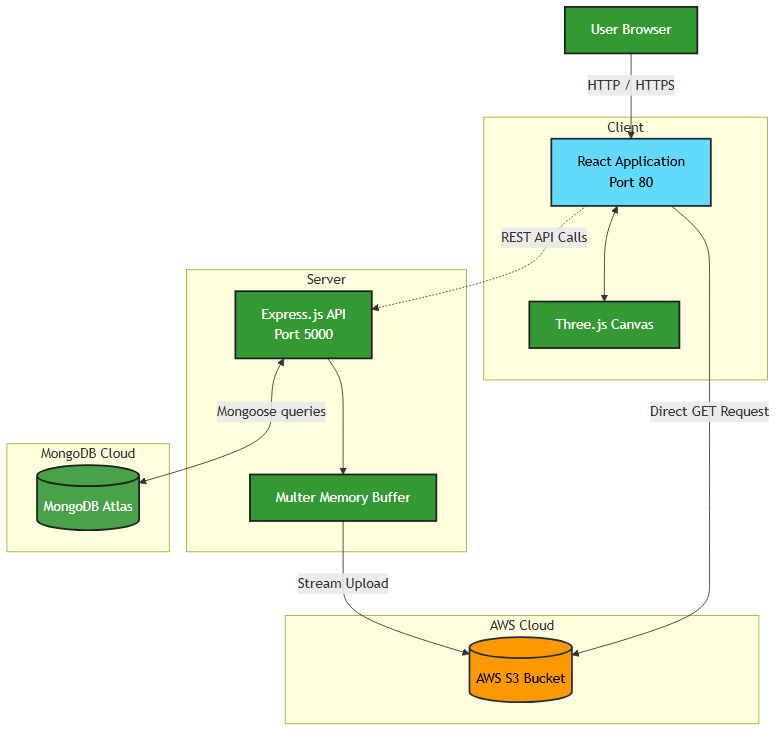 User Browser
HTTP / HTTPS
Client
React Application
Port 80
REST API Calls
Server
Express.js API
Port 5000
Three.js Canvas
Mongoose queries
Direct GET Request
MongoDB Cloud
MongoDB Atlas
Multer Memory Buffer
Stream Upload
AWS Cloud
AWS S3 Bucket